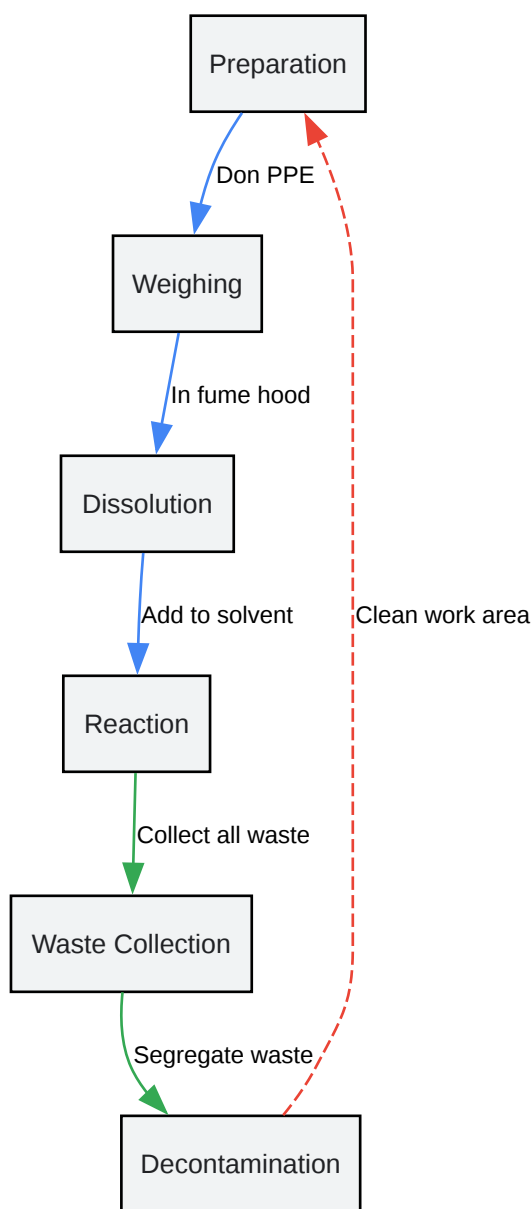 Preparation
Don PPE
Weighing
In fume hood
Dissolution
Add to solvent
Clean work area
Reaction
Collect all waste
Waste Collection
Segregate waste
Decontamination